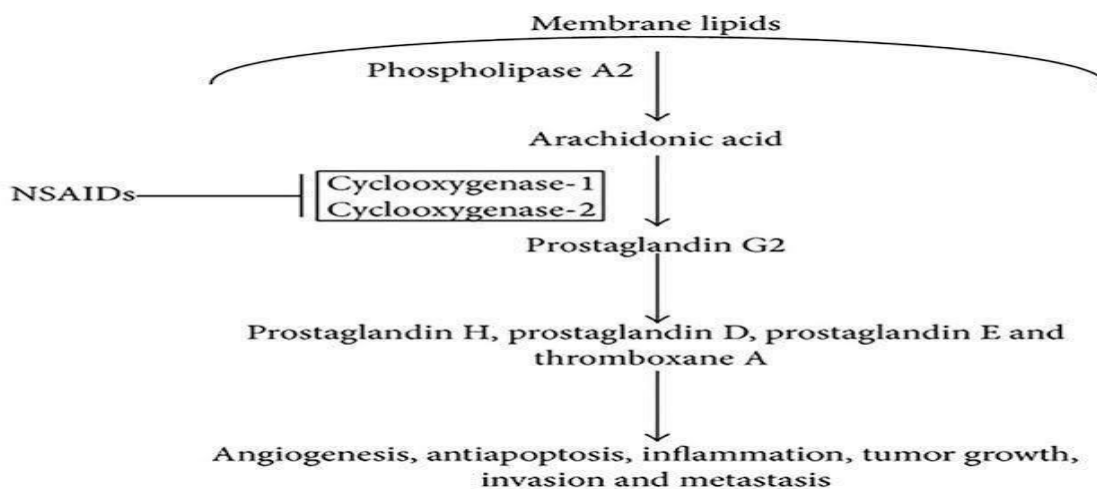 Membrane lipids
Phospholipase A2
Arachidonic acid
NSAIDs
Cyclooxygenase-1
Cyclooxygenase-2
Prostaglandin G2
Prostaglandin H, prostaglandin D, prostaglandin E and
thromboxane A
Angiogenesis, antiapoptosis, inflammation, tumor growth,
invasion and metastasis